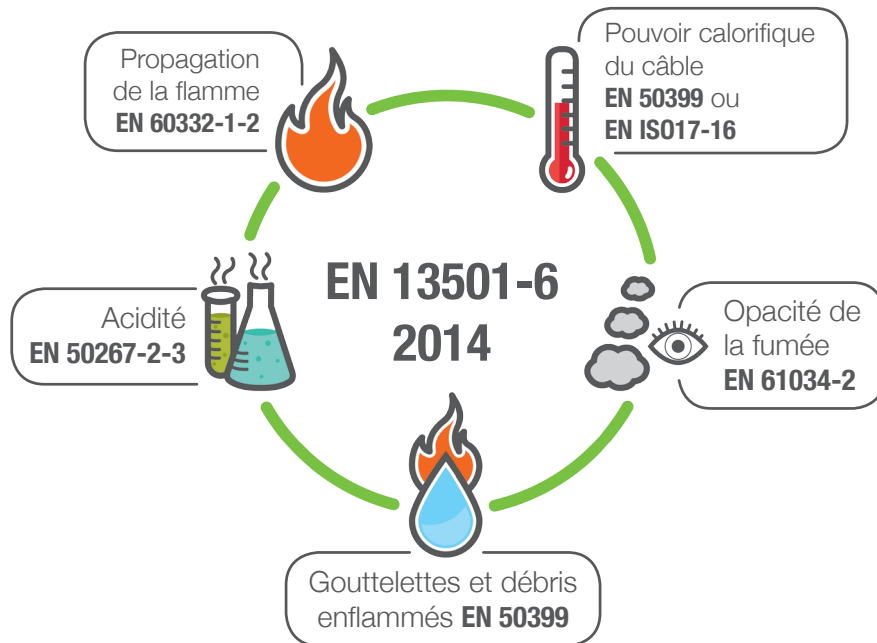 Propagation
de la flamme
EN 60332-1-2
Pouvoir calorifique
du câble
EN 50399 ou
EN ISO17-16
EN 13501-6
2014
Acidité
EN 50267-2-3
Opacité de
la fumée
EN 61034-2
Gouttelettes et débris
enflammés EN 50399